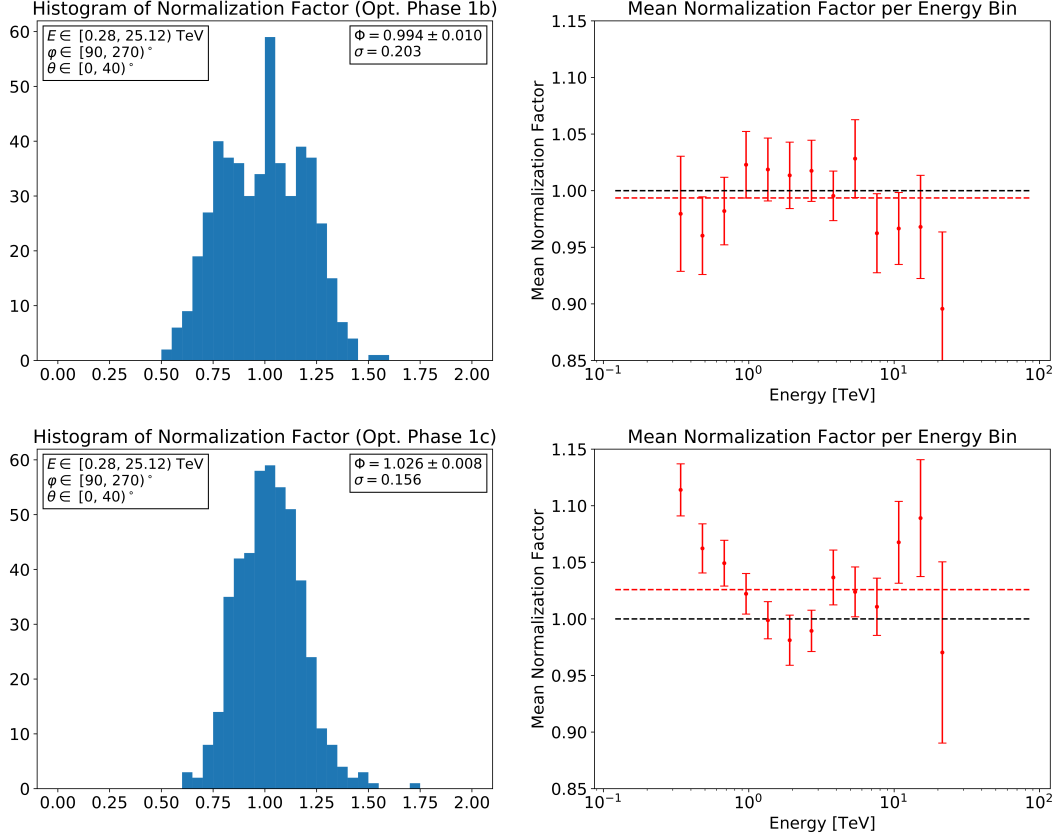 Histogram of Normalization Factor (Opt. Phase 1b)
E ∈ [0.28, 25.12) TeV
φ ∈ [90, 270)°
θ ∈ [0, 40)°
Φ = 0.994 ± 0.010
σ = 0.203
60
50
40
30
20
10
0
0.00 0.25 0.50 0.75 1.00 1.25 1.50 1.75 2.00
Mean Normalization Factor per Energy Bin
Mean Normalization Factor
1.15
1.10
1.05
1.00
0.95
0.90
0.85
10⁻¹ 10⁰ 10¹ 10²
Energy [TeV]
Histogram of Normalization Factor (Opt. Phase 1c)
E ∈ [0.28, 25.12) TeV
φ ∈ [90, 270)°
θ ∈ [0, 40)°
Φ = 1.026 ± 0.008
σ = 0.156
60
50
40
30
20
10
0
0.00 0.25 0.50 0.75 1.00 1.25 1.50 1.75 2.00
Mean Normalization Factor per Energy Bin
Mean Normalization Factor
1.15
1.10
1.05
1.00
0.95
0.90
0.85
10⁻¹ 10⁰ 10¹ 10²
Energy [TeV]